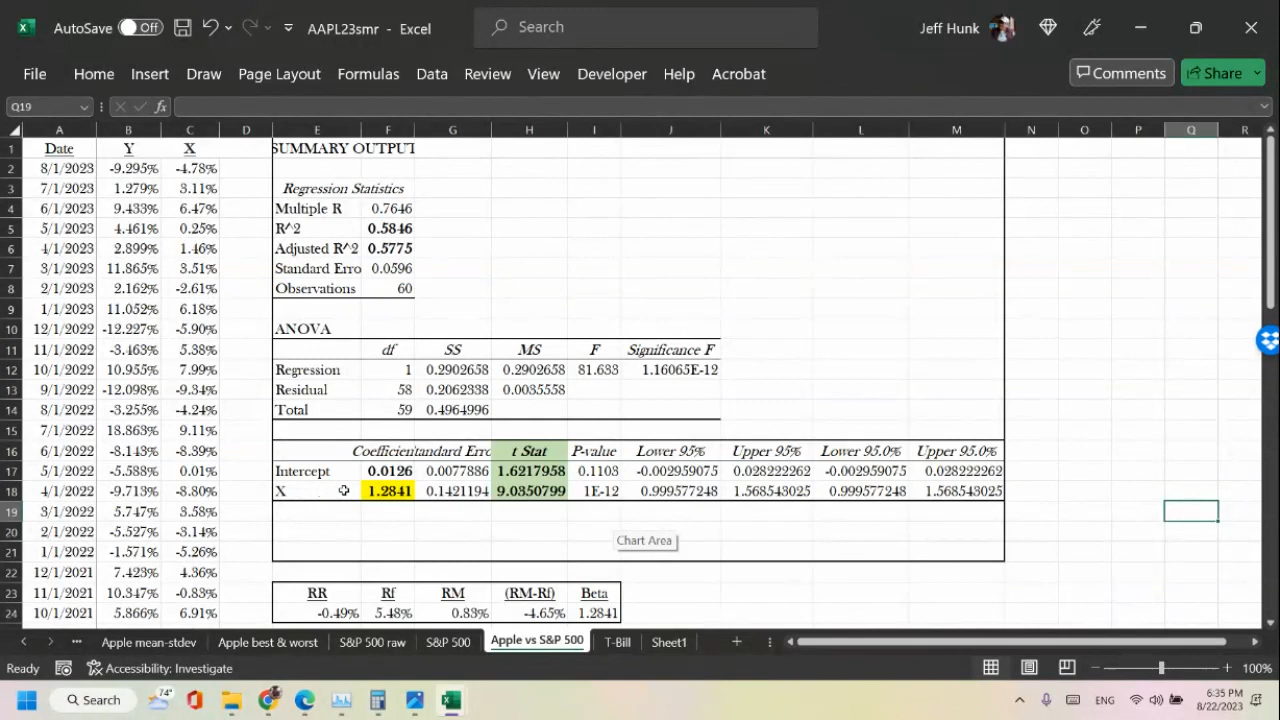 AutoSave Off AAPL23smr - Excel Search Jeff Hunk
File Home Insert Draw Page Layout Formulas Data Review View Developer Help Acrobat Comments Share
Q19 fx
A B C D E F G H I J K L M N O P Q R
1 Date Y X SUMMARY OUTPUT
2 8/1/2023 -9.295% -4.78%
3 7/1/2023 1.279% 3.11% Regression Statistics
4 6/1/2023 9.433% 6.47% Multiple R 0.7646
5 5/1/2023 4.461% 0.25% R^2 0.5846
6 4/1/2023 2.899% 1.46% Adjusted R^2 0.5775
7 3/1/2023 11.865% 3.51% Standard Erro 0.0596
8 2/1/2023 2.162% -2.61% Observations 60
9 1/1/2023 11.052% 6.18%
10 12/1/2022 -12.227% -5.90% ANOVA
11 11/1/2022 -3.463% 5.38% df SS MS F Significance F
12 10/1/2022 10.955% 7.99% Regression 1 0.2902658 0.2902658 81.633 1.16065E-12
13 9/1/2022 -12.098% -9.34% Residual 58 0.2062338 0.0035558
14 8/1/2022 -3.255% -4.24% Total 59 0.4964996
15 7/1/2022 18.863% 9.11%
16 6/1/2022 -8.143% -8.39% Coefficien tandard Erro t Stat P-value Lower 95% Upper 95% Lower 95.0% Upper 95.0%
17 5/1/2022 -5.588% 0.01% Intercept 0.0126 0.0077886 1.6217958 0.1103 -0.002959075 0.028222262 -0.002959075 0.028222262
18 4/1/2022 -9.713% -8.80% X 1.2841 0.1421194 9.0350799 1E-12 0.999577248 1.568543025 0.999577248 1.568543025
19 3/1/2022 5.747% 3.58%
20 2/1/2022 -5.527% -3.14% Chart Area
21 1/1/2022 -1.571% -5.26%
22 12/1/2021 7.423% 4.36%
23 11/1/2021 10.347% -0.83% RR Rf RM (RM-Rf) Beta
24 10/1/2021 5.866% 6.91% -0.49% 5.48% 0.83% -4.65% 1.2841
... Apple mean-stdev Apple best & worst S&P 500 raw S&P 500 Apple vs S&P 500 T-Bill Sheet1
Ready Accessibility: Investigate 100%
Search 74° ENG 6:35 PM
8/22/2023